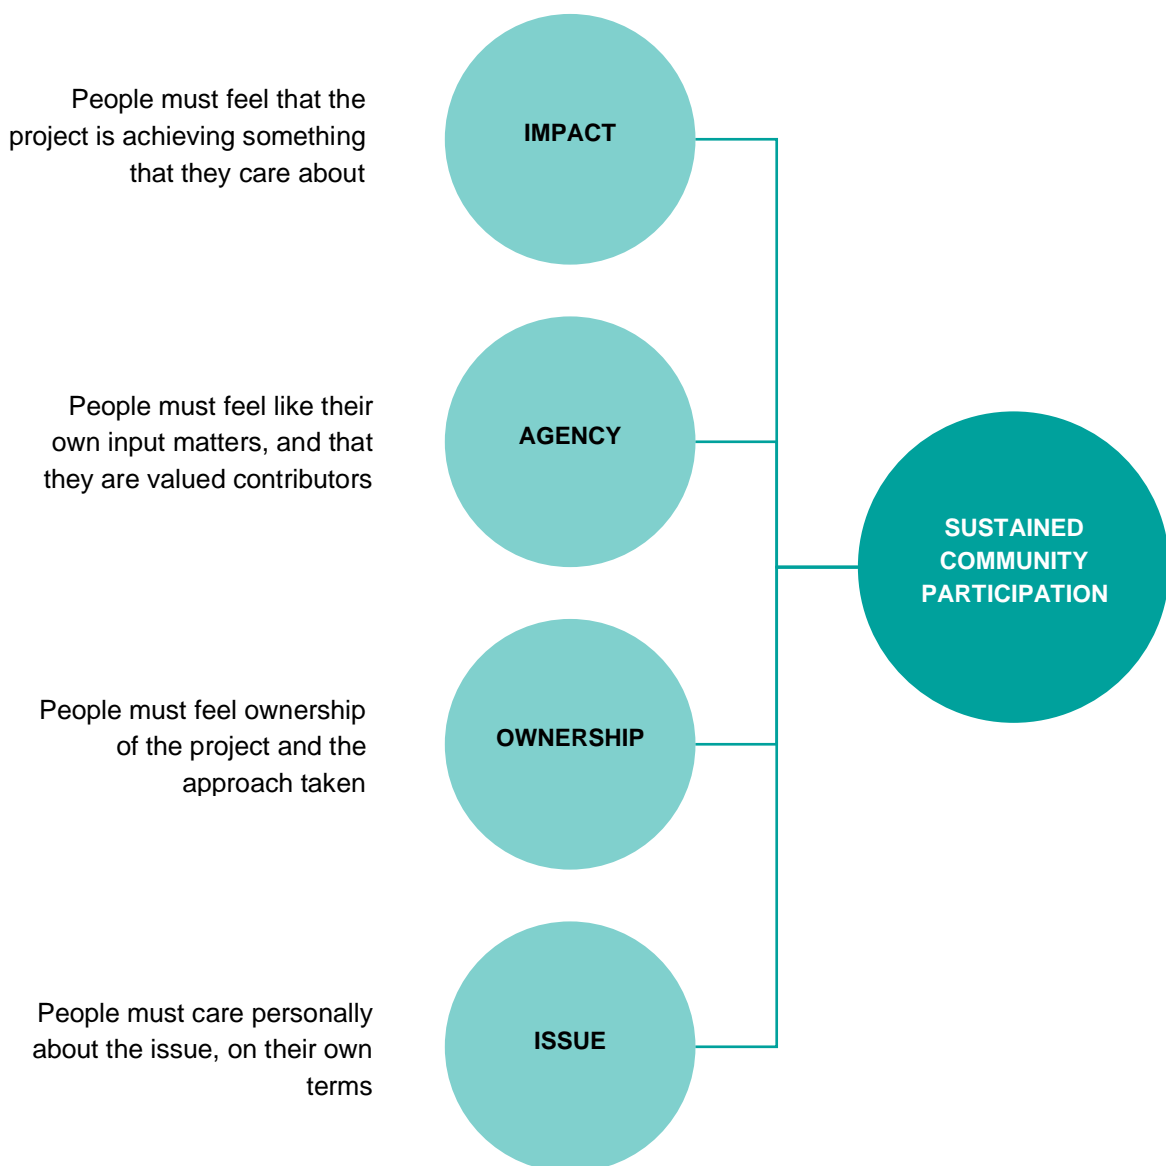 People must feel that the
project is achieving something
that they care about
IMPACT
People must feel like their
own input matters, and that
they are valued contributors
AGENCY
SUSTAINED
COMMUNITY
PARTICIPATION
People must feel ownership
of the project and the
approach taken
OWNERSHIP
People must care personally
about the issue, on their own
terms
ISSUE